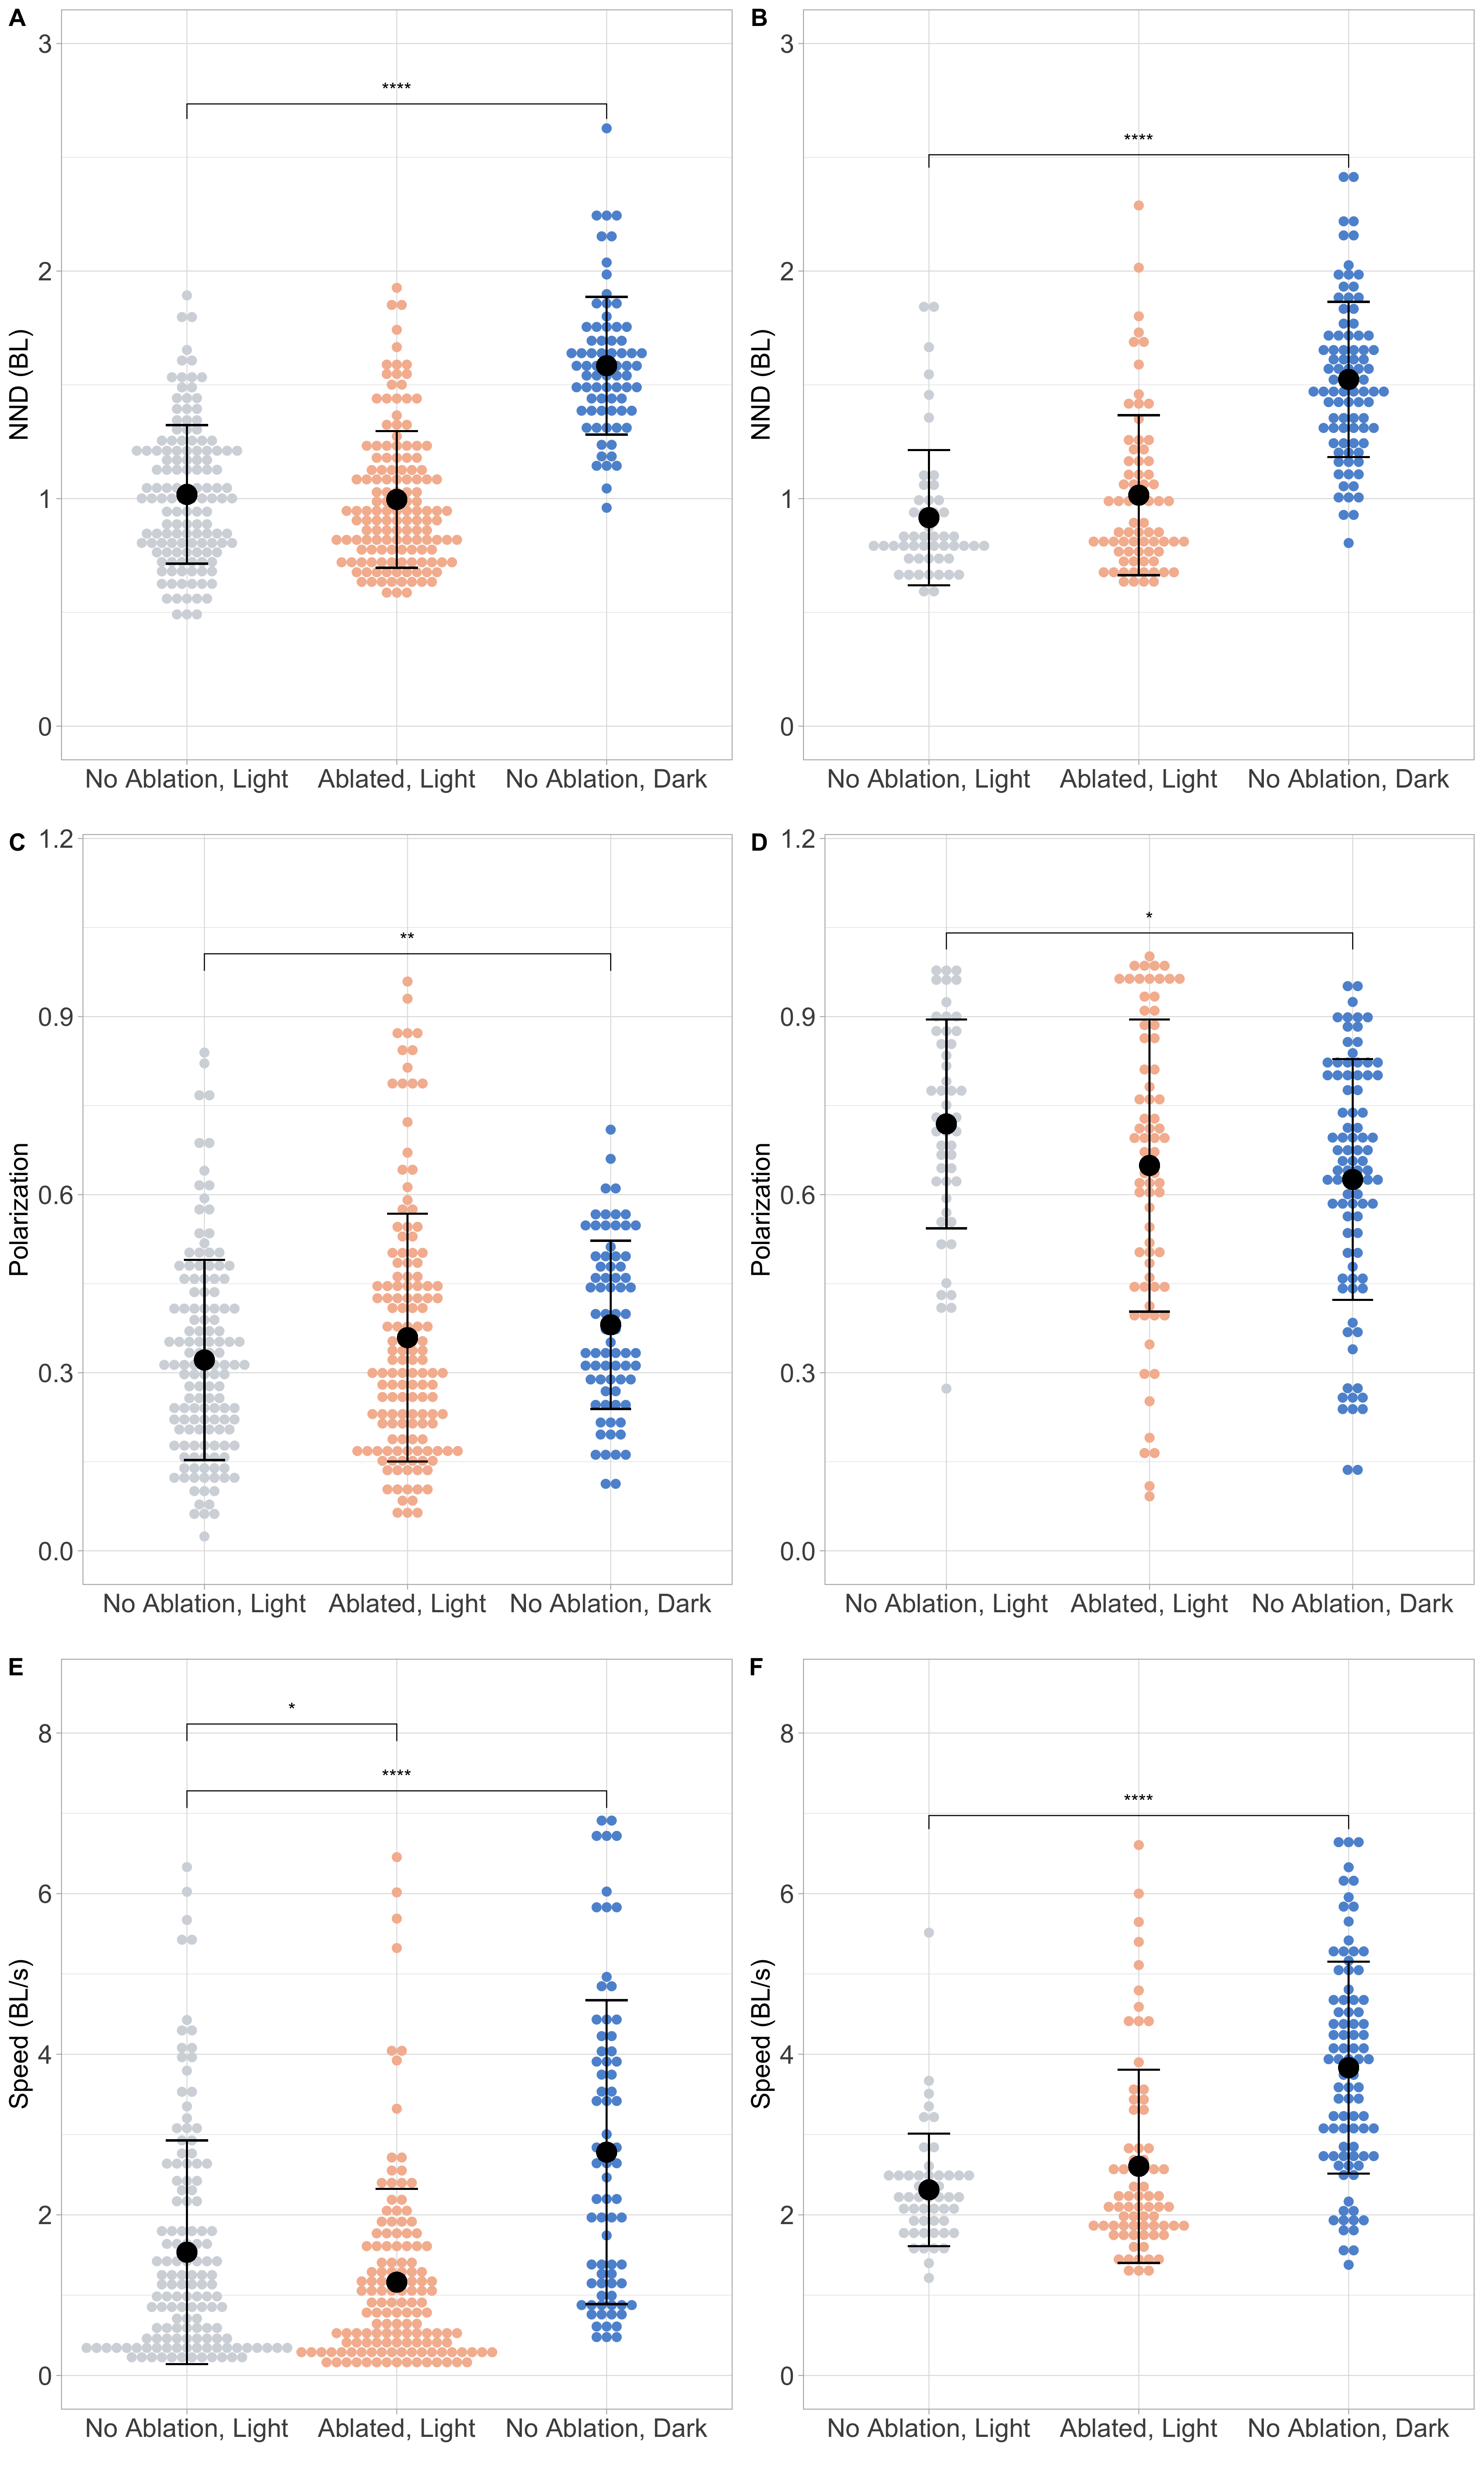 A
B
3
3
****
****
2
2
NND (BL)
NND (BL)
1
1
0
0
No Ablation, Light Ablated, Light No Ablation, Dark
No Ablation, Light Ablated, Light No Ablation, Dark
C
D
1.2
1.2
**
*
0.9
0.9
Polarization
Polarization
0.6
0.6
0.3
0.3
0.0
0.0
No Ablation, Light Ablated, Light No Ablation, Dark
No Ablation, Light Ablated, Light No Ablation, Dark
E
F
*
8
8
****
****
6
6
Speed (BL/s)
Speed (BL/s)
4
4
2
2
0
0
No Ablation, Light Ablated, Light No Ablation, Dark
No Ablation, Light Ablated, Light No Ablation, Dark